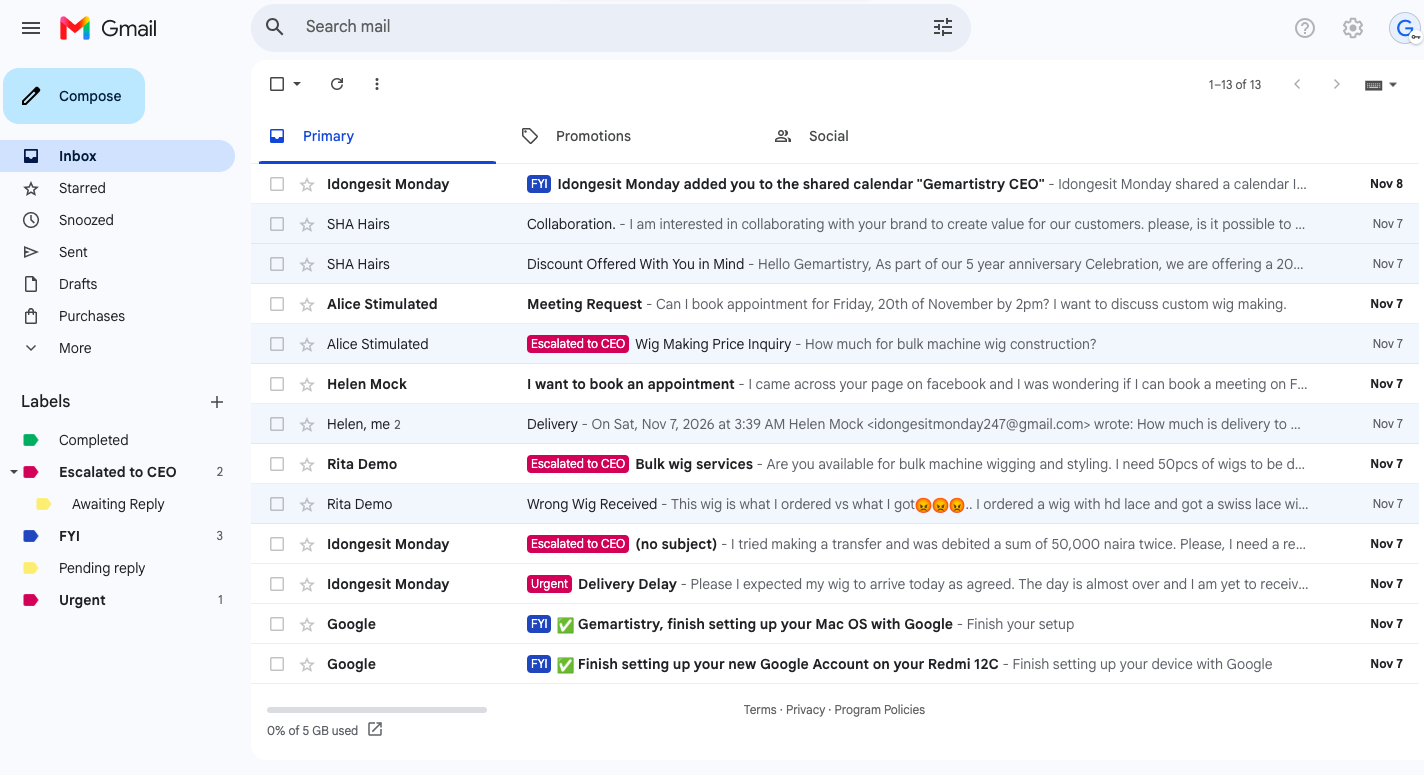 Gmail
Search mail
Compose
1–13 of 13
Inbox
Starred
Snoozed
Sent
Drafts
Purchases
More
Labels
Completed
Escalated to CEO 2
Awaiting Reply
FYI 3
Pending reply
Urgent 1
Primary
Promotions
Social
Idongesit Monday FYI Idongesit Monday added you to the shared calendar "Gemartistry CEO" - Idongesit Monday shared a calendar l... Nov 8
SHA Hairs Collaboration. - I am interested in collaborating with your brand to create value for our customers. please, is it possible to ... Nov 7
SHA Hairs Discount Offered With You in Mind - Hello Gemartistry, As part of our 5 year anniversary Celebration, we are offering a 20... Nov 7
Alice Stimulated Meeting Request - Can I book appointment for Friday, 20th of November by 2pm? I want to discuss custom wig making. Nov 7
Alice Stimulated Escalated to CEO Wig Making Price Inquiry - How much for bulk machine wig construction? Nov 7
Helen Mock I want to book an appointment - I came across your page on facebook and I was wondering if I can book a meeting on F... Nov 7
Helen, me 2 Delivery - On Sat, Nov 7, 2026 at 3:39 AM Helen Mock <idongesitmonday247@gmail.com> wrote: How much is delivery to ... Nov 7
Rita Demo Escalated to CEO Bulk wig services - Are you available for bulk machine wigging and styling. I need 50pcs of wigs to be d... Nov 7
Rita Demo Wrong Wig Received - This wig is what I ordered vs what I got😡😡😡.. I ordered a wig with hd lace and got a swiss lace wi... Nov 7
Idongesit Monday Escalated to CEO (no subject) - I tried making a transfer and was debited a sum of 50,000 naira twice. Please, I need a re... Nov 7
Idongesit Monday Urgent Delivery Delay - Please I expected my wig to arrive today as agreed. The day is almost over and I am yet to receiv... Nov 7
Google FYI ✅ Gemartistry, finish setting up your Mac OS with Google - Finish your setup Nov 7
Google FYI ✅ Finish setting up your new Google Account on your Redmi 12C - Finish setting up your device with Google Nov 7
Terms · Privacy · Program Policies
0% of 5 GB used